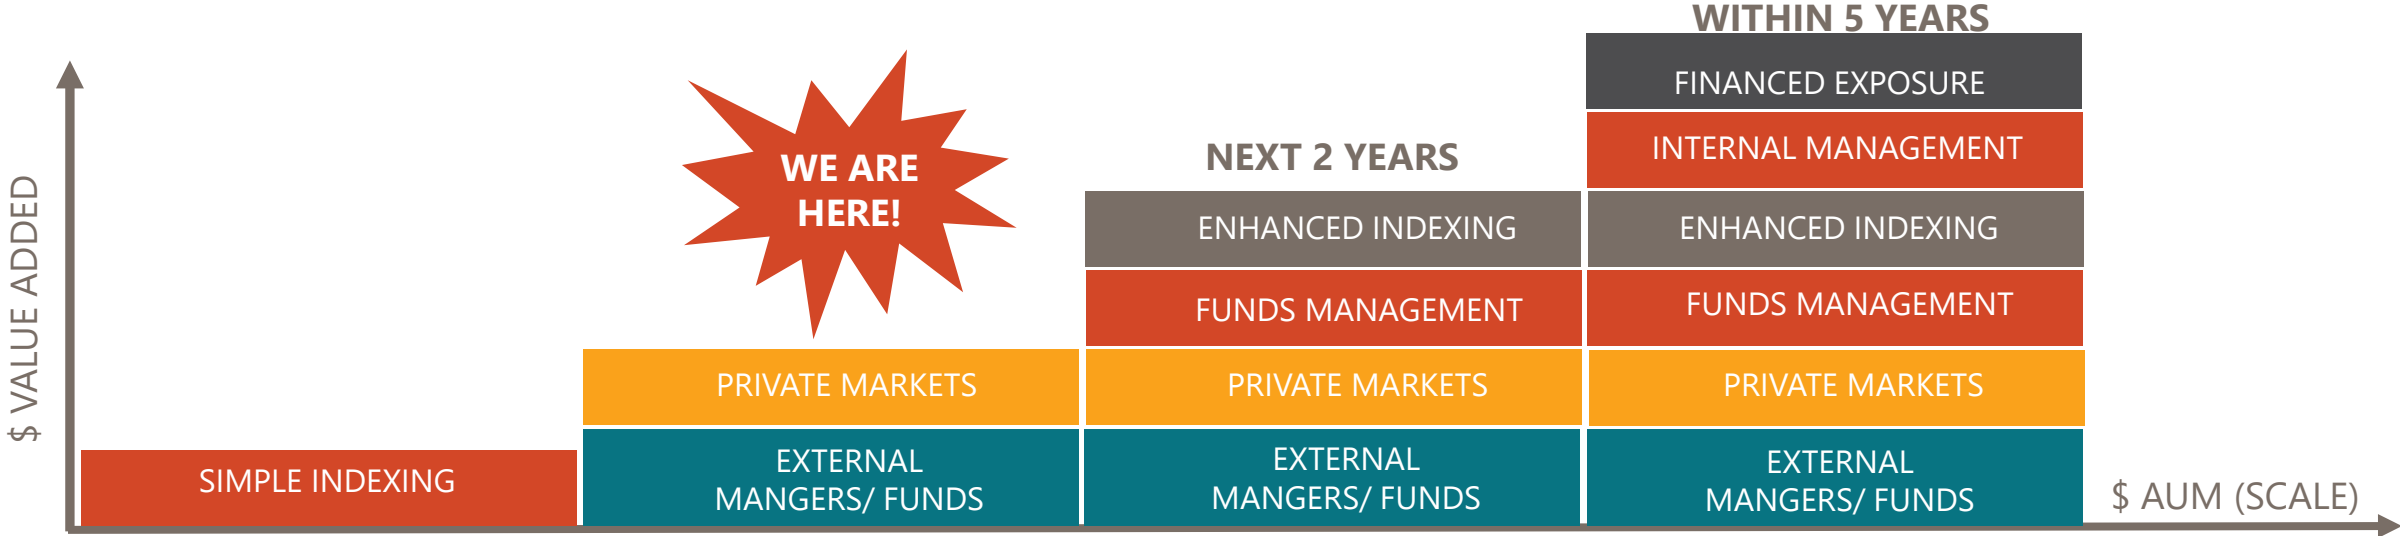 $ VALUE ADDED
SIMPLE INDEXING
WE ARE
HERE!
PRIVATE MARKETS
EXTERNAL
MANGERS/ FUNDS
NEXT 2 YEARS
ENHANCED INDEXING
FUNDS MANAGEMENT
PRIVATE MARKETS
EXTERNAL
MANGERS/ FUNDS
WITHIN 5 YEARS
FINANCED EXPOSURE
INTERNAL MANAGEMENT
ENHANCED INDEXING
FUNDS MANAGEMENT
PRIVATE MARKETS
EXTERNAL
MANGERS/ FUNDS
$ AUM (SCALE)